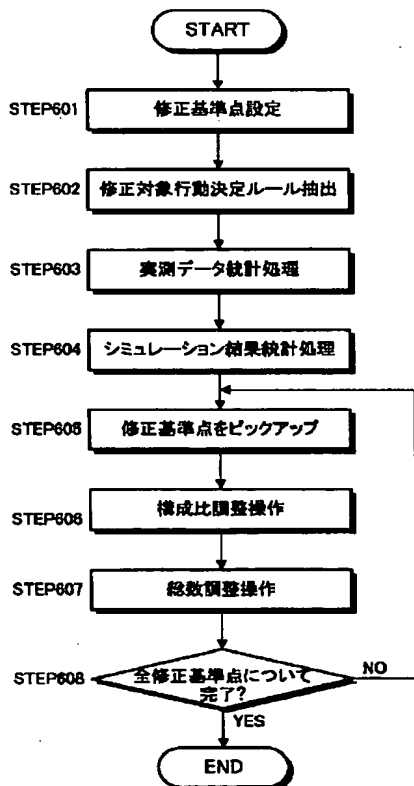 START
STEP601 修正基準点設定
STEP602 修正対象行動決定ルール抽出
STEP603 実測データ統計処理
STEP604 シミュレーション結果統計処理
STEP605 修正基準点をピックアップ
STEP606 構成比調整操作
STEP607 総数調整操作
STEP608 全修正基準点について
完了?
NO
YES
END